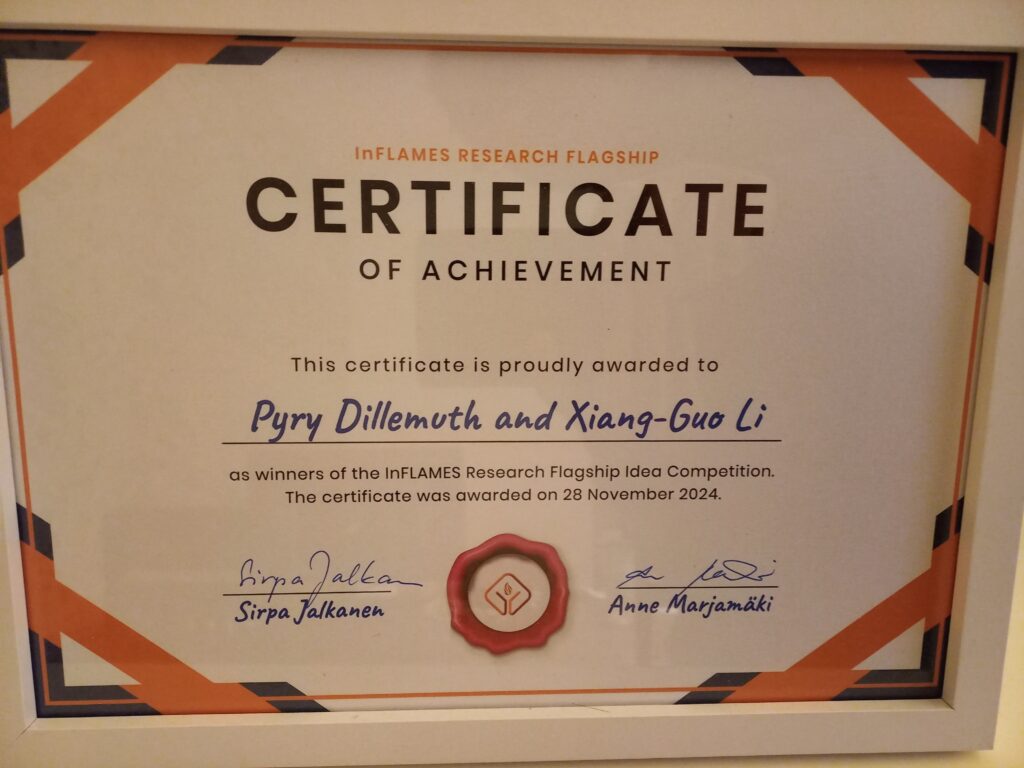 InFLAMES RESEARCH FLAGSHIP
CERTIFICATE
OF ACHIEVEMENT
This certificate is proudly awarded to
Pyry Dillemuth and Xiang-Guo Li
as winners of the InFLAMES Research Flagship Idea Competition.
The certificate was awarded on 28 November 2024.
Sirpa Jalkanen
Sirpa Jalkanen
Anne Marjamäki